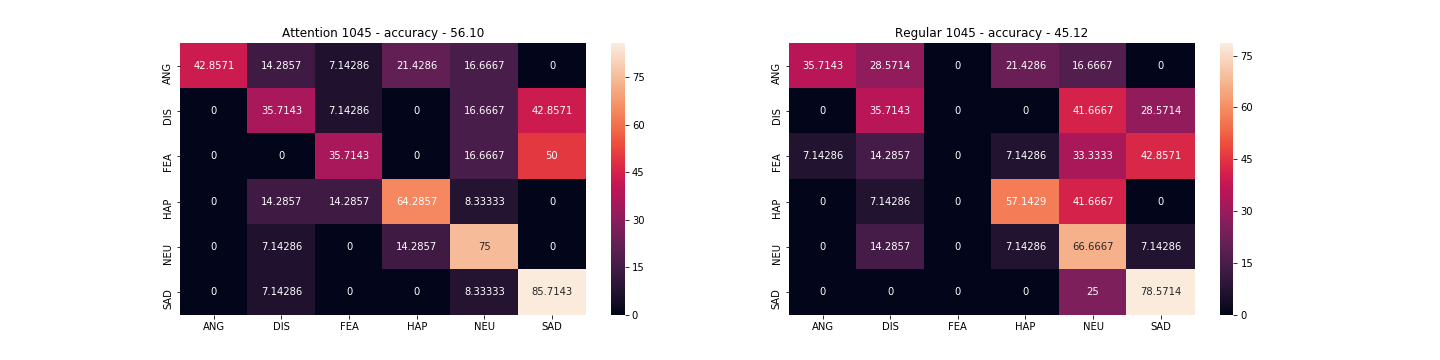 Attention 1045 - accuracy - 56.10
ANG 42.8571 14.2857 7.14286 21.4286 16.6667 0
DIS 0 35.7143 7.14286 0 16.6667 42.8571
FEA 0 0 35.7143 0 16.6667 50
HAP 0 14.2857 14.2857 64.2857 8.33333 0
NEU 0 7.14286 0 14.2857 75 0
SAD 0 7.14286 0 0 8.33333 85.7143
ANG DIS FEA HAP NEU SAD
75
60
45
30
15
0
Regular 1045 - accuracy - 45.12
ANG 35.7143 28.5714 0 21.4286 16.6667 0
DIS 0 35.7143 0 0 41.6667 28.5714
FEA 7.14286 14.2857 0 7.14286 33.3333 42.8571
HAP 0 7.14286 0 57.1429 41.6667 0
NEU 0 14.2857 0 7.14286 66.6667 7.14286
SAD 0 0 0 0 25 78.5714
ANG DIS FEA HAP NEU SAD
75
60
45
30
15
0